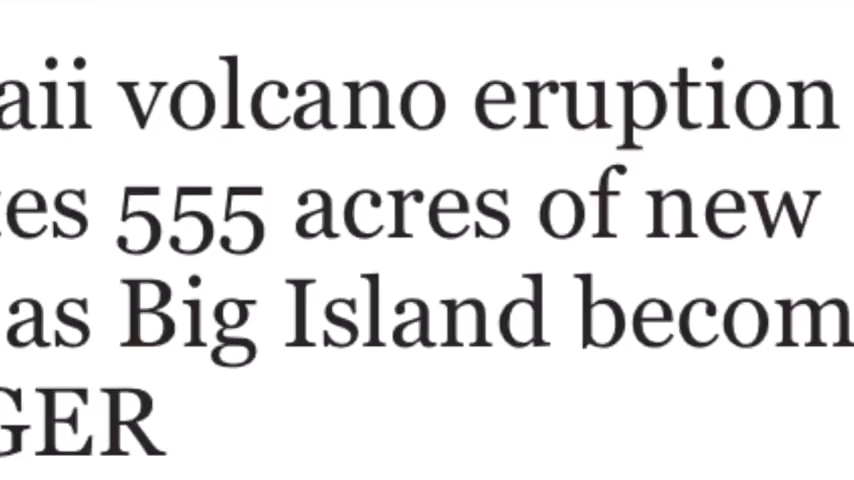 aii volcano eruption
es 555 acres of new
as Big Island becom
GER